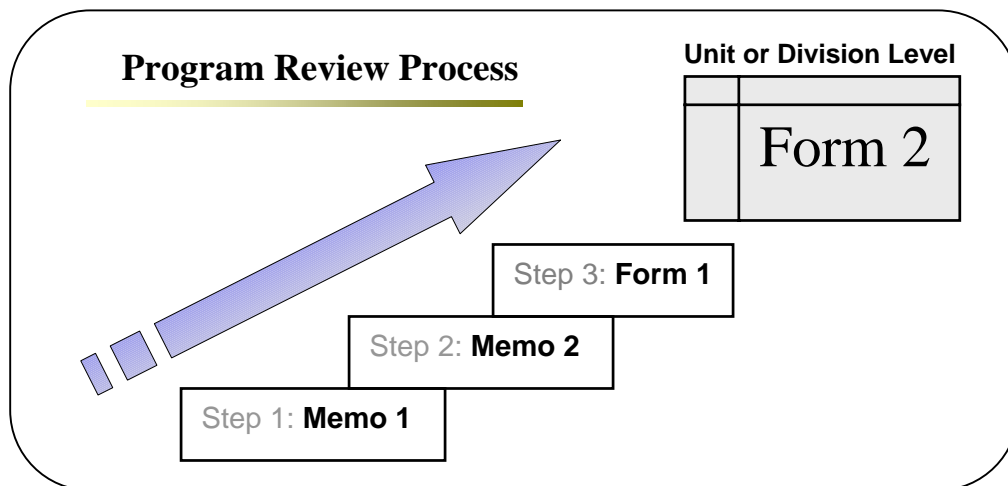 Program Review Process
Unit or Division Level
Form 2
Step 3: Form 1
Step 2: Memo 2
Step 1: Memo 1